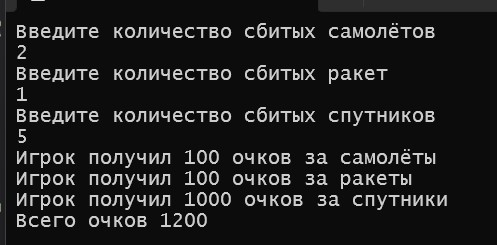 Введите количество сбитых самолётов
2
Введите количество сбитых ракет
1
Введите количество сбитых спутников
5
Игрок получил 100 очков за самолёты
Игрок получил 100 очков за ракеты
Игрок получил 1000 очков за спутники
Всего очков 1200